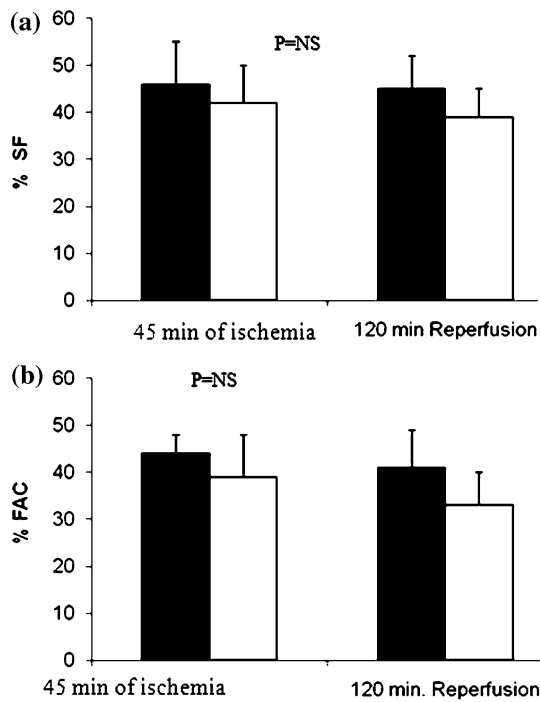 (a)
60
P=NS
50
40
% SF
30
20
10
0
45 min of ischemia
120 min Reperfusion
(b)
60
P=NS
50
40
% FAC
30
20
10
0
45 min of ischemia
120 min. Reperfusion